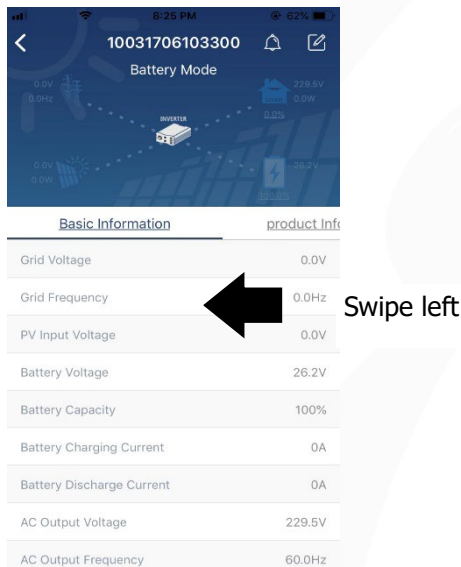 8:25 PM 62%
10031706103300
Battery Mode
0.0V
0.0Hz
229.5V
0.0W
0.0%
INVERTER
0.0V
0.0W
26.2V
100.0%
Basic Information product Info
Grid Voltage 0.0V
Grid Frequency 0.0Hz
Swipe left
PV Input Voltage 0.0V
Battery Voltage 26.2V
Battery Capacity 100%
Battery Charging Current 0A
Battery Discharge Current 0A
AC Output Voltage 229.5V
AC Output Frequency 60.0Hz